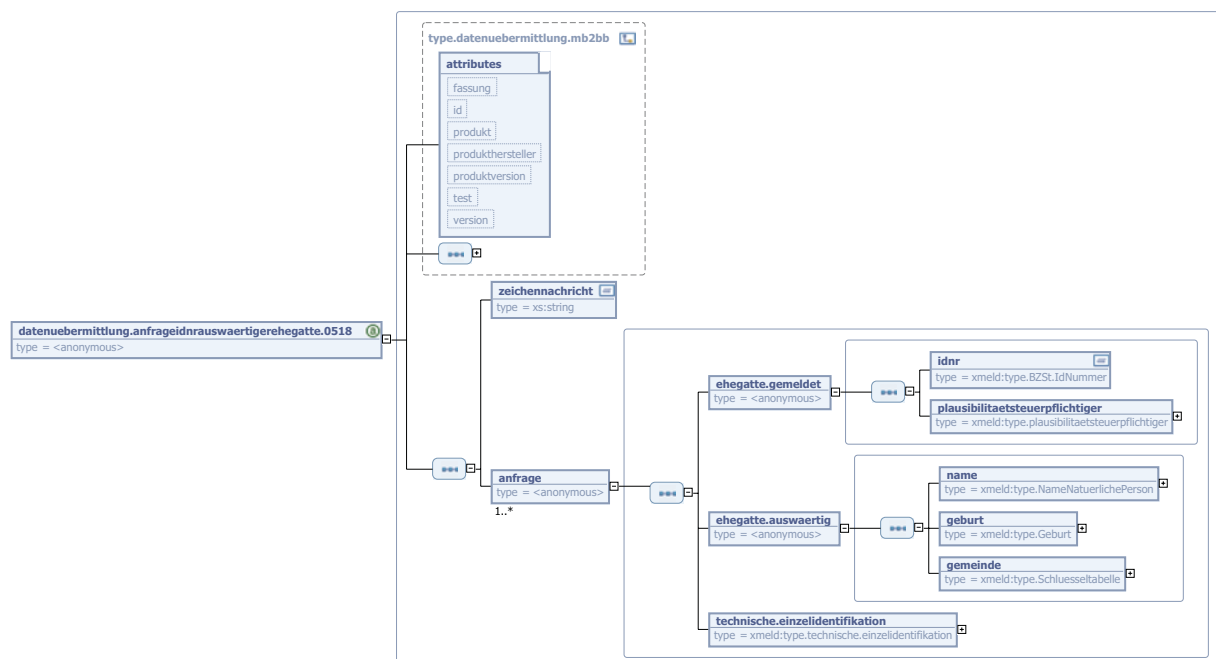 type.datenuebermittlung.mb2bb
attributes
fassung
id
produkt
produkthersteller
produktversion
test
version
datenuebermittlung.anfrageidnrauswaertigerehegatte.0518
type = <anonymous>
zeichennachricht
type = xs:string
anfrage
type = <anonymous>
1..*
ehegatte.gemeldet
type = <anonymous>
idnr
type = xmeld:type.BZSt.IdNummer
plausibilitaetsteuerpflichtiger
type = xmeld:type.plausibilitaetsteuerpflichtiger
ehegatte.auswaertig
type = <anonymous>
name
type = xmeld:type.NameNatuerlichePerson
geburt
type = xmeld:type.Geburt
gemeinde
type = xmeld:type.Schluesseltabelle
technische.einzelidentifikation
type = xmeld:type.technische.einzelidentifikation